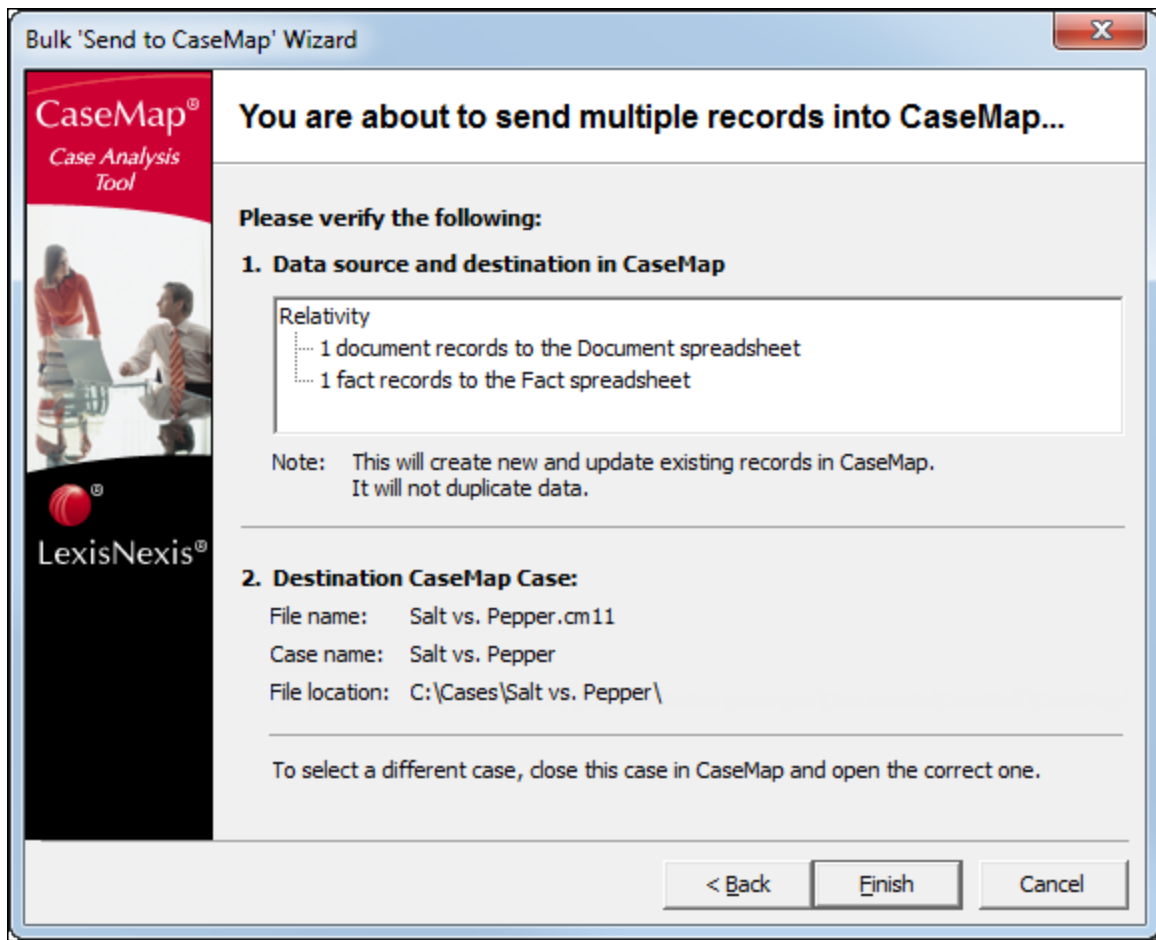 Bulk 'Send to CaseMap' Wizard
X
CaseMap®
Case Analysis
Tool
LexisNexis®
You are about to send multiple records into CaseMap...
Please verify the following:
1. Data source and destination in CaseMap
Relativity
1 document records to the Document spreadsheet
1 fact records to the Fact spreadsheet
Note: This will create new and update existing records in CaseMap.
It will not duplicate data.
2. Destination CaseMap Case:
File name: Salt vs. Pepper.cm11
Case name: Salt vs. Pepper
File location: C:\Cases\Salt vs. Pepper\
To select a different case, close this case in CaseMap and open the correct one.
< Back Finish Cancel